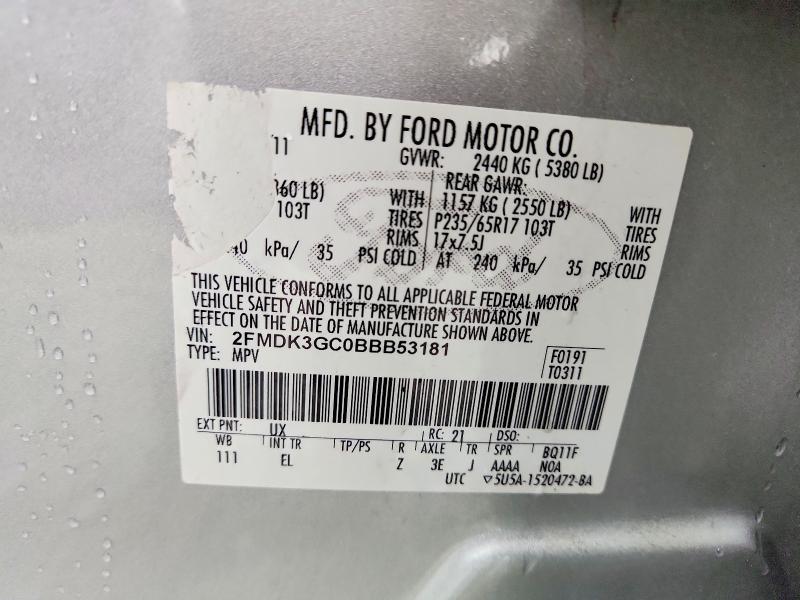 MFD. BY FORD MOTOR CO.
11 GVWR: 2440 KG ( 5380 LB)
REAR GAWR:
60 LB) WITH 1157 KG ( 2550 LB) WITH
103T TIRES P235/65R17 103T TIRES
RIMS 17x7.5J RIMS
40 kPa/ 35 PSI COLD AT 240 kPa/ 35 PSI COLD
THIS VEHICLE CONFORMS TO ALL APPLICABLE FEDERAL MOTOR
VEHICLE SAFETY AND THEFT PREVENTION STANDARDS IN
EFFECT ON THE DATE OF MANUFACTURE SHOWN ABOVE.
VIN: 2FMDK3GC0BBB53181
TYPE: MPV
F0191
T0311
EXT PNT: UX RC: 21 DSO:
WB INT TR TP/PS R AXLE TR SPR BQ11F
111 EL Z 3E J AAAA NOA
UTC ▽5U5A-1520472-BA